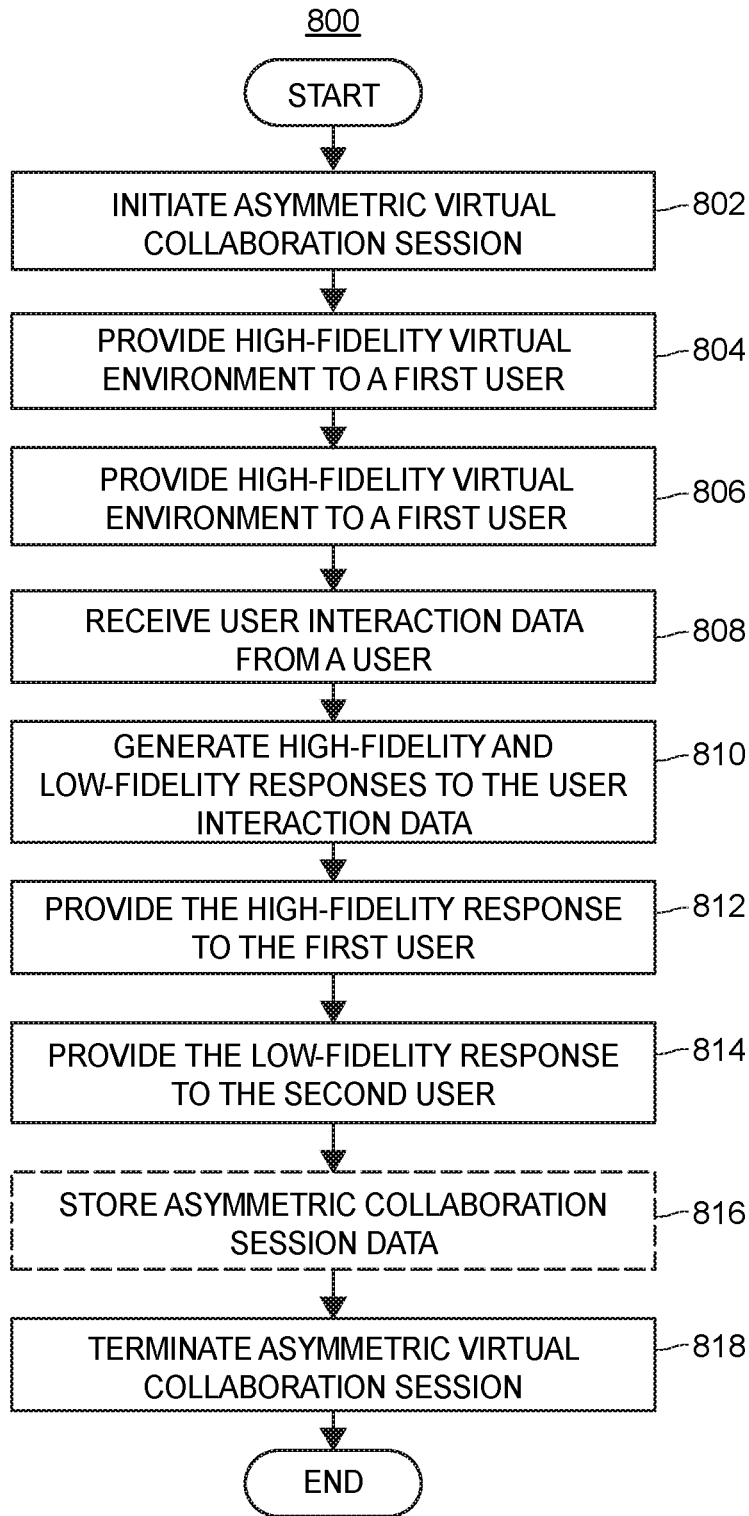 800
START
INITIATE ASYMMETRIC VIRTUAL
COLLABORATION SESSION
802
PROVIDE HIGH-FIDELITY VIRTUAL
ENVIRONMENT TO A FIRST USER
804
PROVIDE HIGH-FIDELITY VIRTUAL
ENVIRONMENT TO A FIRST USER
806
RECEIVE USER INTERACTION DATA
FROM A USER
808
GENERATE HIGH-FIDELITY AND
LOW-FIDELITY RESPONSES TO THE USER
INTERACTION DATA
810
PROVIDE THE HIGH-FIDELITY RESPONSE
TO THE FIRST USER
812
PROVIDE THE LOW-FIDELITY RESPONSE
TO THE SECOND USER
814
STORE ASYMMETRIC COLLABORATION
SESSION DATA
816
TERMINATE ASYMMETRIC VIRTUAL
COLLABORATION SESSION
818
END